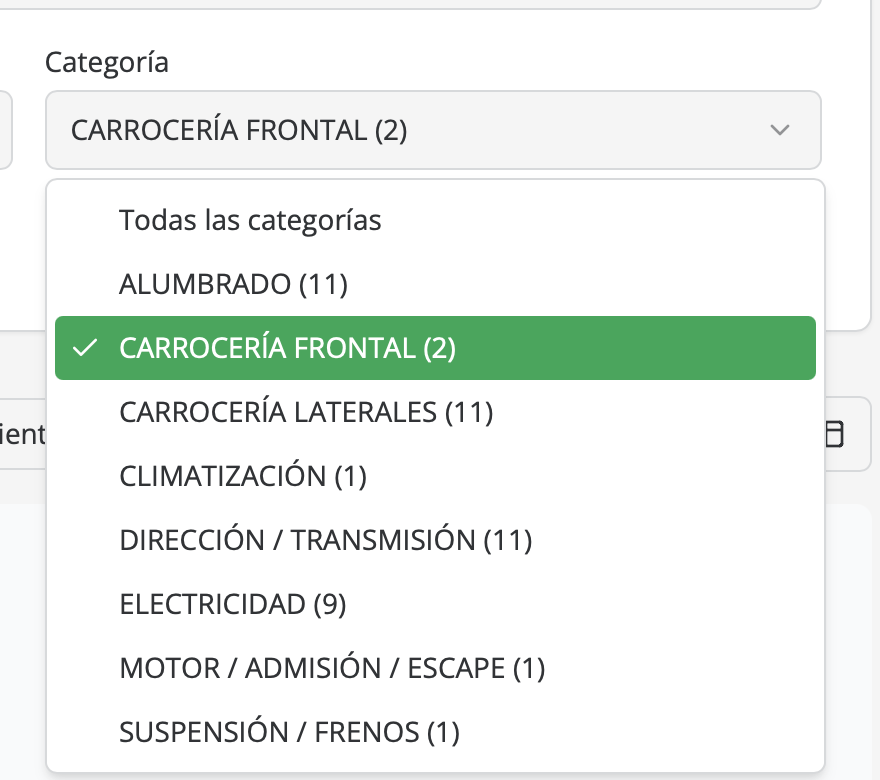 Categoría
CARROCERÍA FRONTAL (2)
Todas las categorías
ALUMBRADO (11)
CARROCERÍA FRONTAL (2)
CARROCERÍA LATERALES (11)
ient
CLIMATIZACIÓN (1)
DIRECCIÓN / TRANSMISIÓN (11)
ELECTRICIDAD (9)
MOTOR / ADMISIÓN / ESCAPE (1)
SUSPENSIÓN / FRENOS (1)